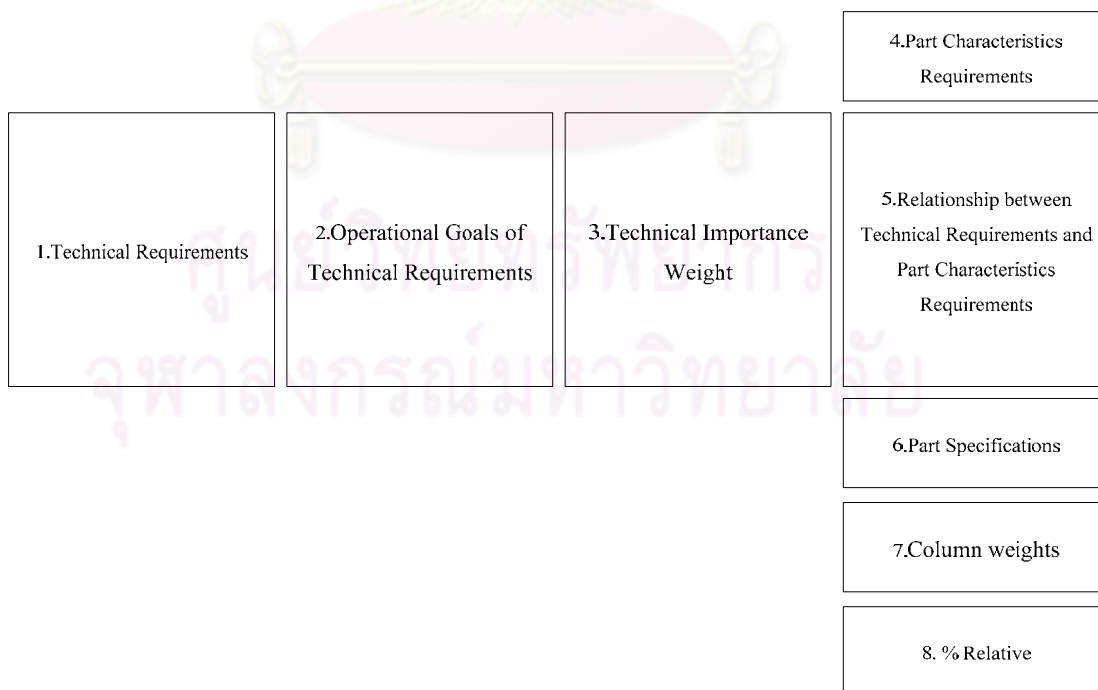 4.Part Characteristics
Requirements
1.Technical Requirements
2.Operational Goals of
Technical Requirements
3.Technical Importance
Weight
5.Relationship between
Technical Requirements and
Part Characteristics
Requirements
ศูนย์วิทยทรัพยากร
จุฬาลงกรณ์มหาวิทยาลัย
6.Part Specifications
7.Column weights
8. % Relative